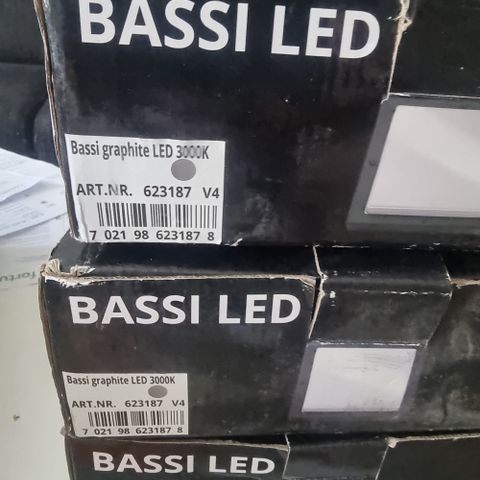 BASSI LED
Bassi graphite LED 3000K
ART.NR. 623187 V4
7 021 98 623187 8
BASSI LED
Bassi graphite LED 3000K
ART.NR. 623187 V4
7 021 98 623187 8
BASSI LED